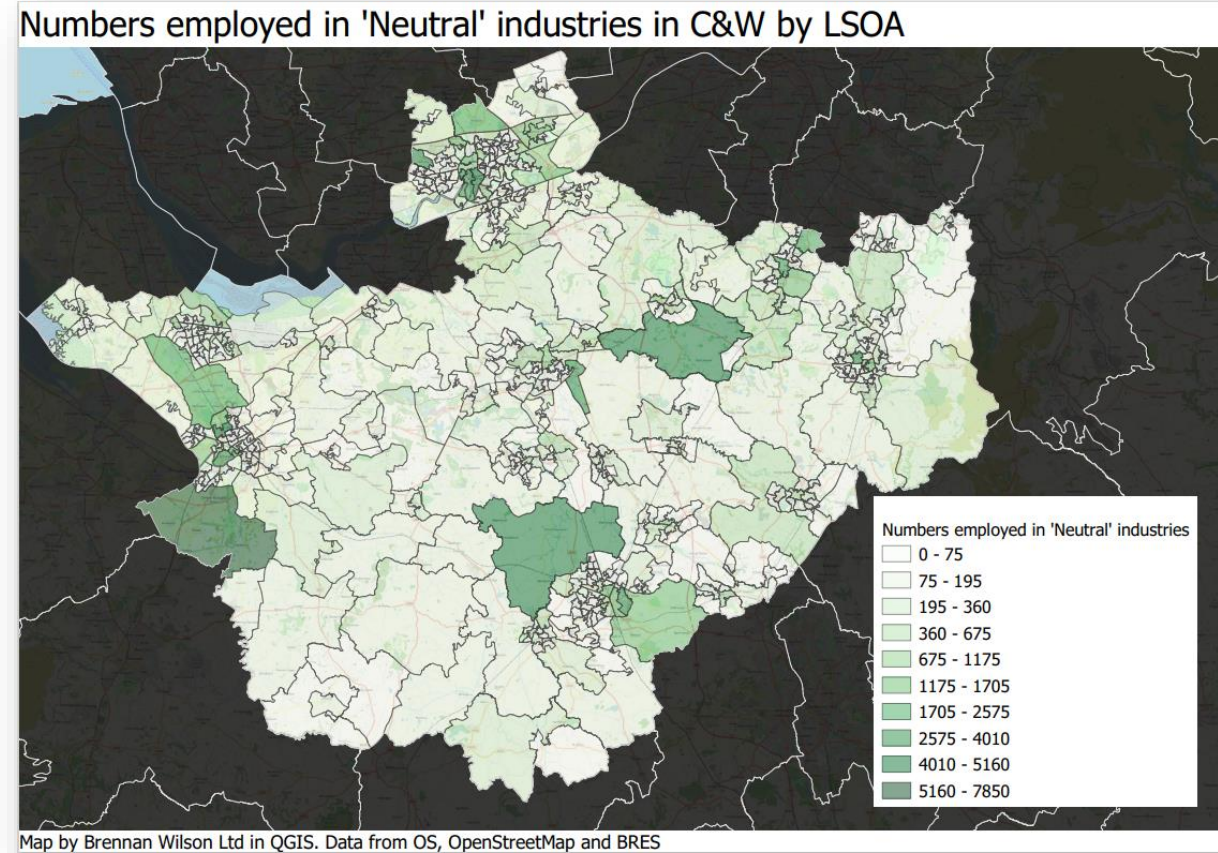 Numbers employed in 'Neutral' industries in C&W by LSOA
Numbers employed in 'Neutral' industries
0 - 75
75 - 195
195 - 360
360 - 675
675 - 1175
1175 - 1705
1705 - 2575
2575 - 4010
4010 - 5160
5160 - 7850
Map by Brennan Wilson Ltd in QGIS. Data from OS, OpenStreetMap and BRES